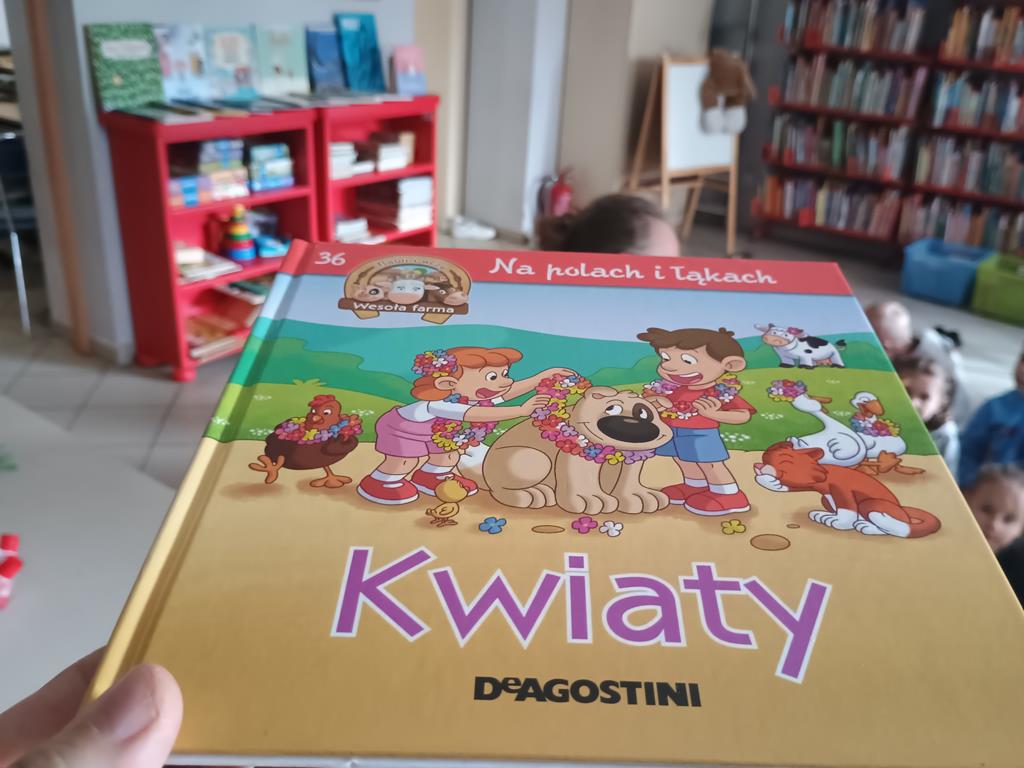 36
Na polach i łąkach
Wesoła farma
Kwiaty
DeAGOSTINI